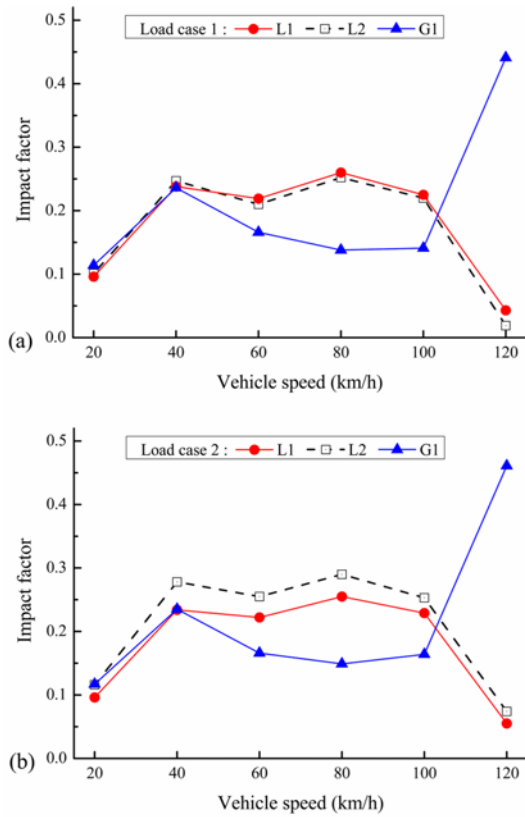 0.5
Load case 1 : L1 L2 G1
0.4
0.3
0.2
0.1
0.0
Impact factor
(a)
20 40 60 80 100 120
Vehicle speed (km/h)
0.5
Load case 2 : L1 L2 G1
0.4
0.3
0.2
0.1
0.0
Impact factor
(b)
20 40 60 80 100 120
Vehicle speed (km/h)